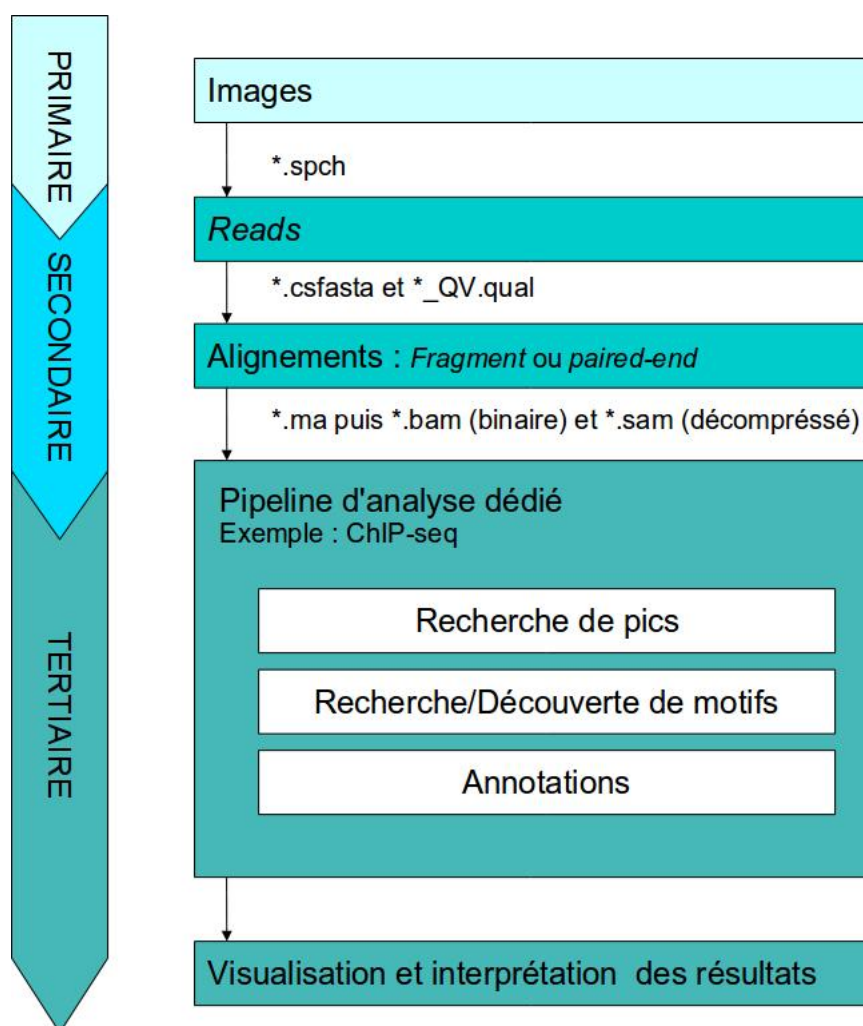 PRIMAIRE
SECONDAIRE
TERTIAIRE
Images
*.spch
Reads
*.csfasta et *_QV.qual
Alignements : Fragment ou paired-end
*.ma puis *.bam (binaire) et *.sam (décompréssé)
Pipeline d'analyse dédié
Exemple : ChIP-seq
Recherche de pics
Recherche/Découverte de motifs
Annotations
Visualisation et interprétation des résultats